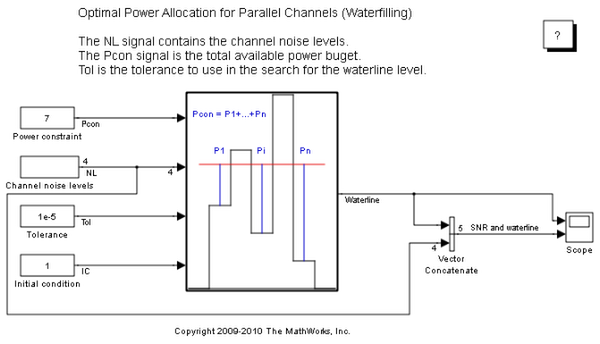 Optimal Power Allocation for Parallel Channels (Waterfilling)
The NL signal contains the channel noise levels.
The Pcon signal is the total available power buget.
Tol is the tolerance to use in the search for the waterline level.
?
7
Pcon
Power constraint
4
NL
4
Channel noise levels
1e-5
Tol
Tolerance
1
IC
Initial condition
Pcon = P1+...+Pn
P1
Pi
Pn
Waterline
5
SNR and waterline
4
Vector
Concatenate
Scope
Copyright 2009-2010 The MathWorks, Inc.